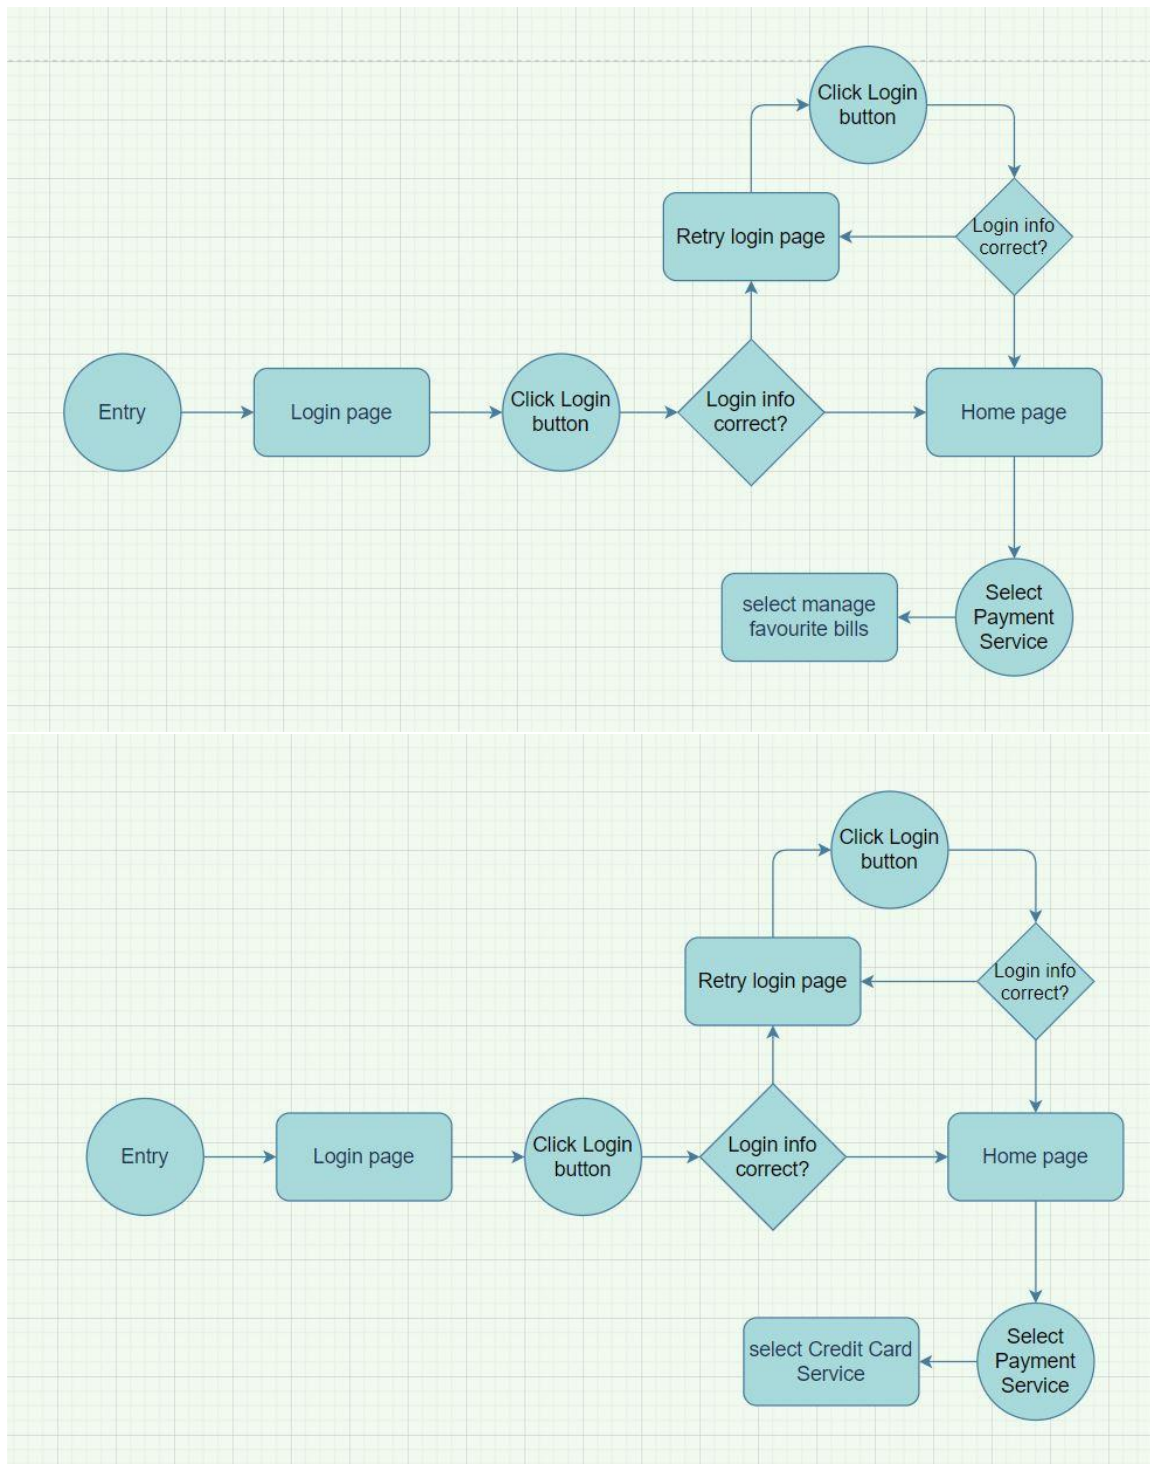 Click Login
button
Login info
correct?
Retry login page
Entry
Login page
Click Login
button
Login info
correct?
Home page
select manage
favourite bills
Select
Payment
Service
Click Login
button
Login info
correct?
Retry login page
Entry
Login page
Click Login
button
Login info
correct?
Home page
select Credit Card
Service
Select
Payment
Service